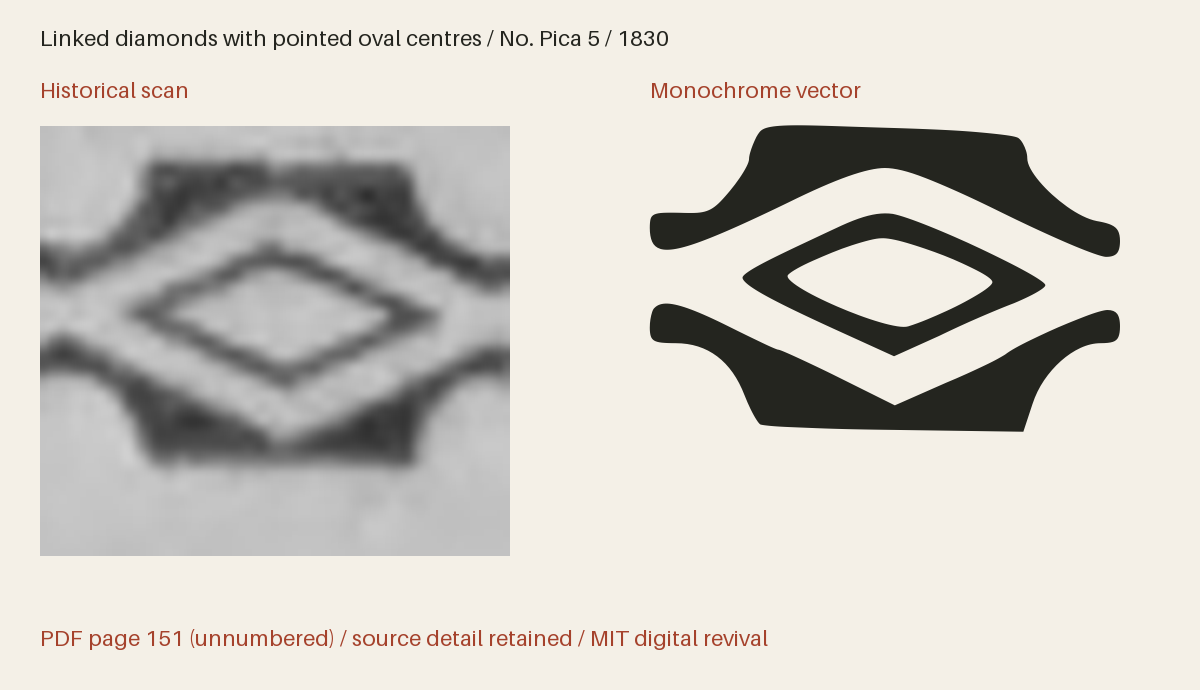 Linked diamonds with pointed oval centres / No. Pica 5 / 1830
Historical scan
Monochrome vector
PDF page 151 (unnumbered) / source detail retained / MIT digital revival